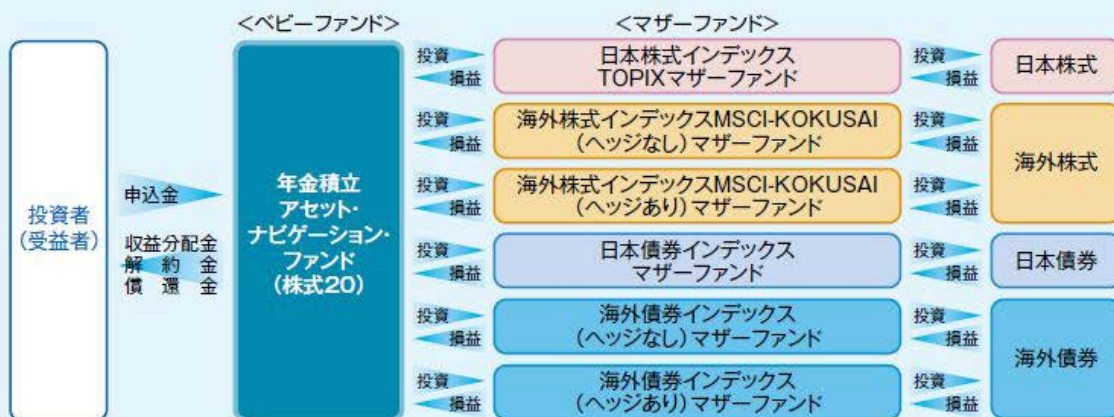 <ベビーファンド>
<マザーファンド>
投資者
(受益者)
申込金
収益分配金
解約金
償還金
年金積立
アセット・
ナビゲーション・
ファンド
(株式20)
投資
損益
日本株式インデックス
TOPIXマザーファンド
投資
損益
日本株式
投資
損益
海外株式インデックスMSCI-KOKUSAI
(ヘッジなし)マザーファンド
投資
損益
海外株式
投資
損益
海外株式インデックスMSCI-KOKUSAI
(ヘッジあり)マザーファンド
投資
損益
投資
損益
日本債券インデックス
マザーファンド
投資
損益
日本債券
投資
損益
海外債券インデックス
(ヘッジなし)マザーファンド
投資
損益
海外債券
投資
損益
海外債券インデックス
(ヘッジあり)マザーファンド
投資
損益